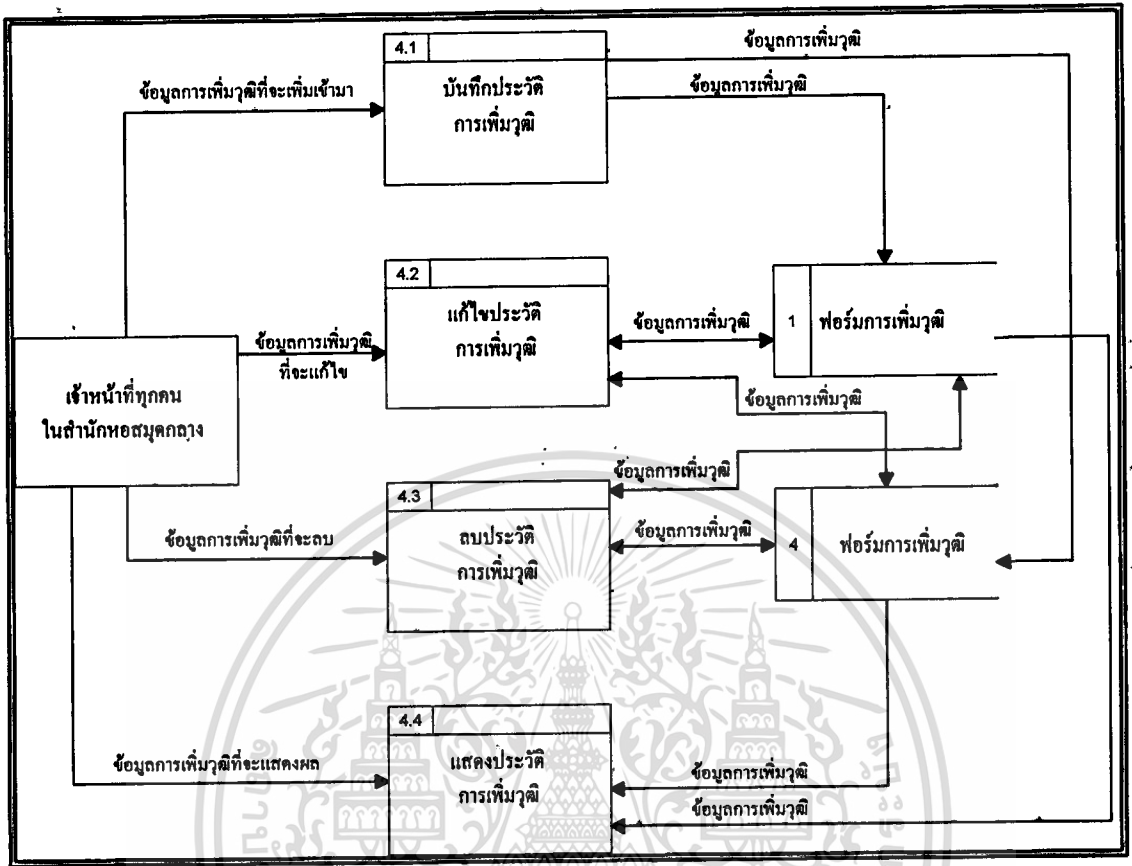 ข้อมูลการเพิ่มวุฒิ
4.1
บันทึกประวัติ
การเพิ่มวุฒิ
ข้อมูลการเพิ่มวุฒิที่จะเพิ่มเข้ามา
ข้อมูลการเพิ่มวุฒิ
4.2
แก้ไขประวัติ
การเพิ่มวุฒิ
ข้อมูลการเพิ่มวุฒิ
ที่จะแก้ไข
ข้อมูลการเพิ่มวุฒิ
1
ฟอร์มการเพิ่มวุฒิ
เจ้าหน้าที่ทุกคน
ในสำนักหอสมุดกลาง
ข้อมูลการเพิ่มวุฒิ
ข้อมูลการเพิ่มวุฒิ
4.3
ลบประวัติ
การเพิ่มวุฒิ
ข้อมูลการเพิ่มวุฒิที่จะลบ
ข้อมูลการเพิ่มวุฒิ
4
ฟอร์มการเพิ่มวุฒิ
4.4
แสดงประวัติ
การเพิ่มวุฒิ
ข้อมูลการเพิ่มวุฒิที่จะแสดงผล
ข้อมูลการเพิ่มวุฒิ
ข้อมูลการเพิ่มวุฒิ